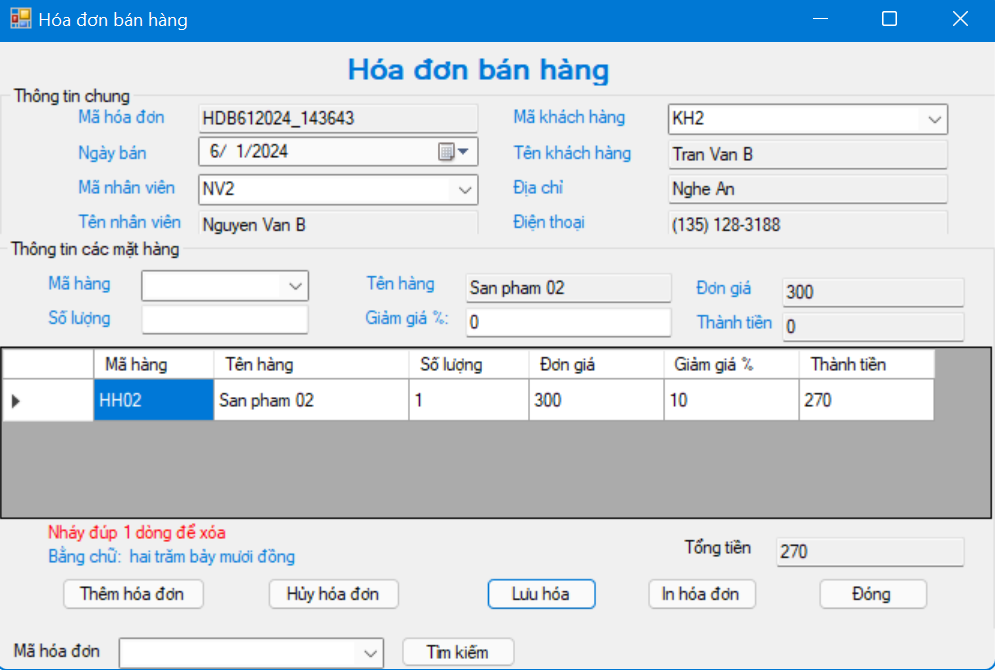 Hóa đơn bán hàng
Hóa đơn bán hàng
Thông tin chung
Mã hóa đơn HDB612024_143643 Mã khách hàng KH2
Ngày bán 6/ 1/2024 Tên khách hàng Tran Van B
Mã nhân viên NV2 Địa chỉ Nghe An
Tên nhân viên Nguyen Van B Điện thoại (135) 128-3188
Thông tin các mặt hàng
Mã hàng Tên hàng San pham 02 Đơn giá 300
Số lượng Giảm giá %: 0 Thành tiền 0
Mã hàng Tên hàng Số lượng Đơn giá Giảm giá % Thành tiền
HH02 San pham 02 1 300 10 270
Nháy đúp 1 dòng để xóa
Bằng chữ: hai trăm bảy mươi đồng Tổng tiền 270
Thêm hóa đơn Hủy hóa đơn Lưu hóa In hóa đơn Đóng
Mã hóa đơn Tìm kiếm